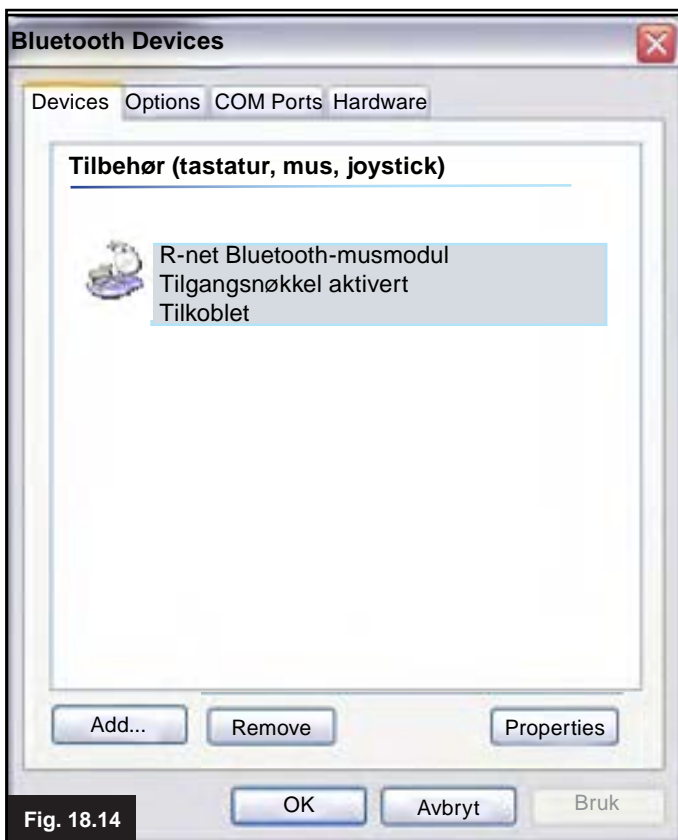 Bluetooth Devices
Devices Options COM Ports Hardware
Tilbehør (tastatur, mus, joystick)
R-net Bluetooth-musmodul
Tilgangsnøkkel aktivert
Tilkoblet
Add... Remove Properties
OK Avbryt Bruk
Fig. 18.14